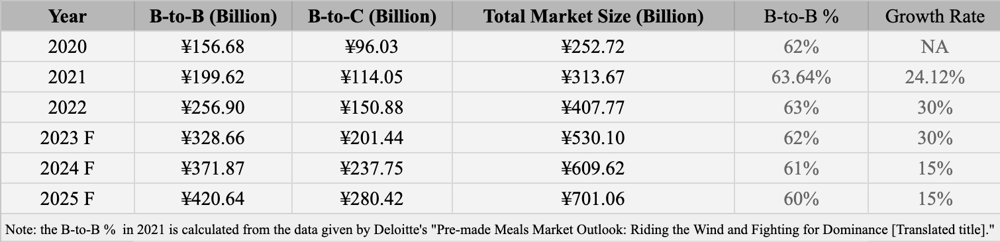 Year B-to-B (Billion) B-to-C (Billion) Total Market Size (Billion) B-to-B % Growth Rate
2020 ¥156.68 ¥96.03 ¥252.72 62% NA
2021 ¥199.62 ¥114.05 ¥313.67 63.64% 24.12%
2022 ¥256.90 ¥150.88 ¥407.77 63% 30%
2023 F ¥328.66 ¥201.44 ¥530.10 62% 30%
2024 F ¥371.87 ¥237.75 ¥609.62 61% 15%
2025 F ¥420.64 ¥280.42 ¥701.06 60% 15%
Note: the B-to-B % in 2021 is calculated from the data given by Deloitte's "Pre-made Meals Market Outlook: Riding the Wind and Fighting for Dominance [Translated title]."